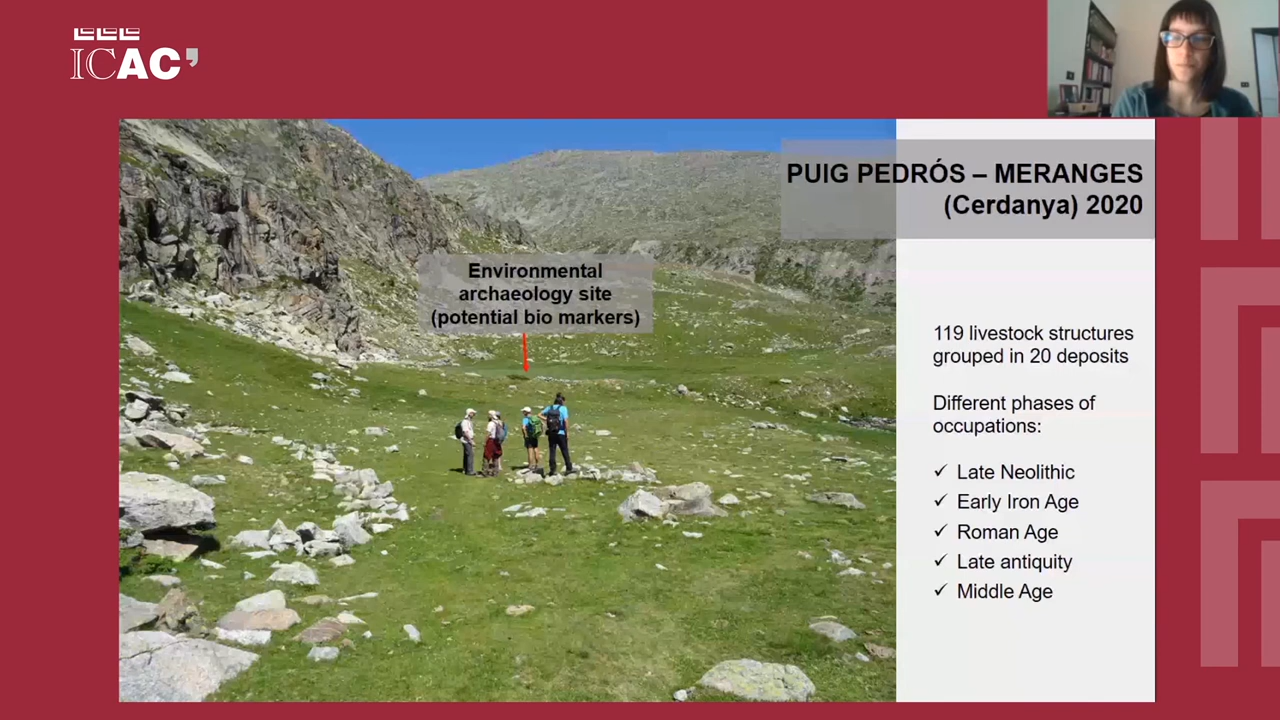 ICAC'
PUIG PEDRÓS – MERANGES
(Cerdanya) 2020
Environmental
archaeology site
(potential bio markers)
119 livestock structures
grouped in 20 deposits
Different phases of
occupations:
✓ Late Neolithic
✓ Early Iron Age
✓ Roman Age
✓ Late antiquity
✓ Middle Age